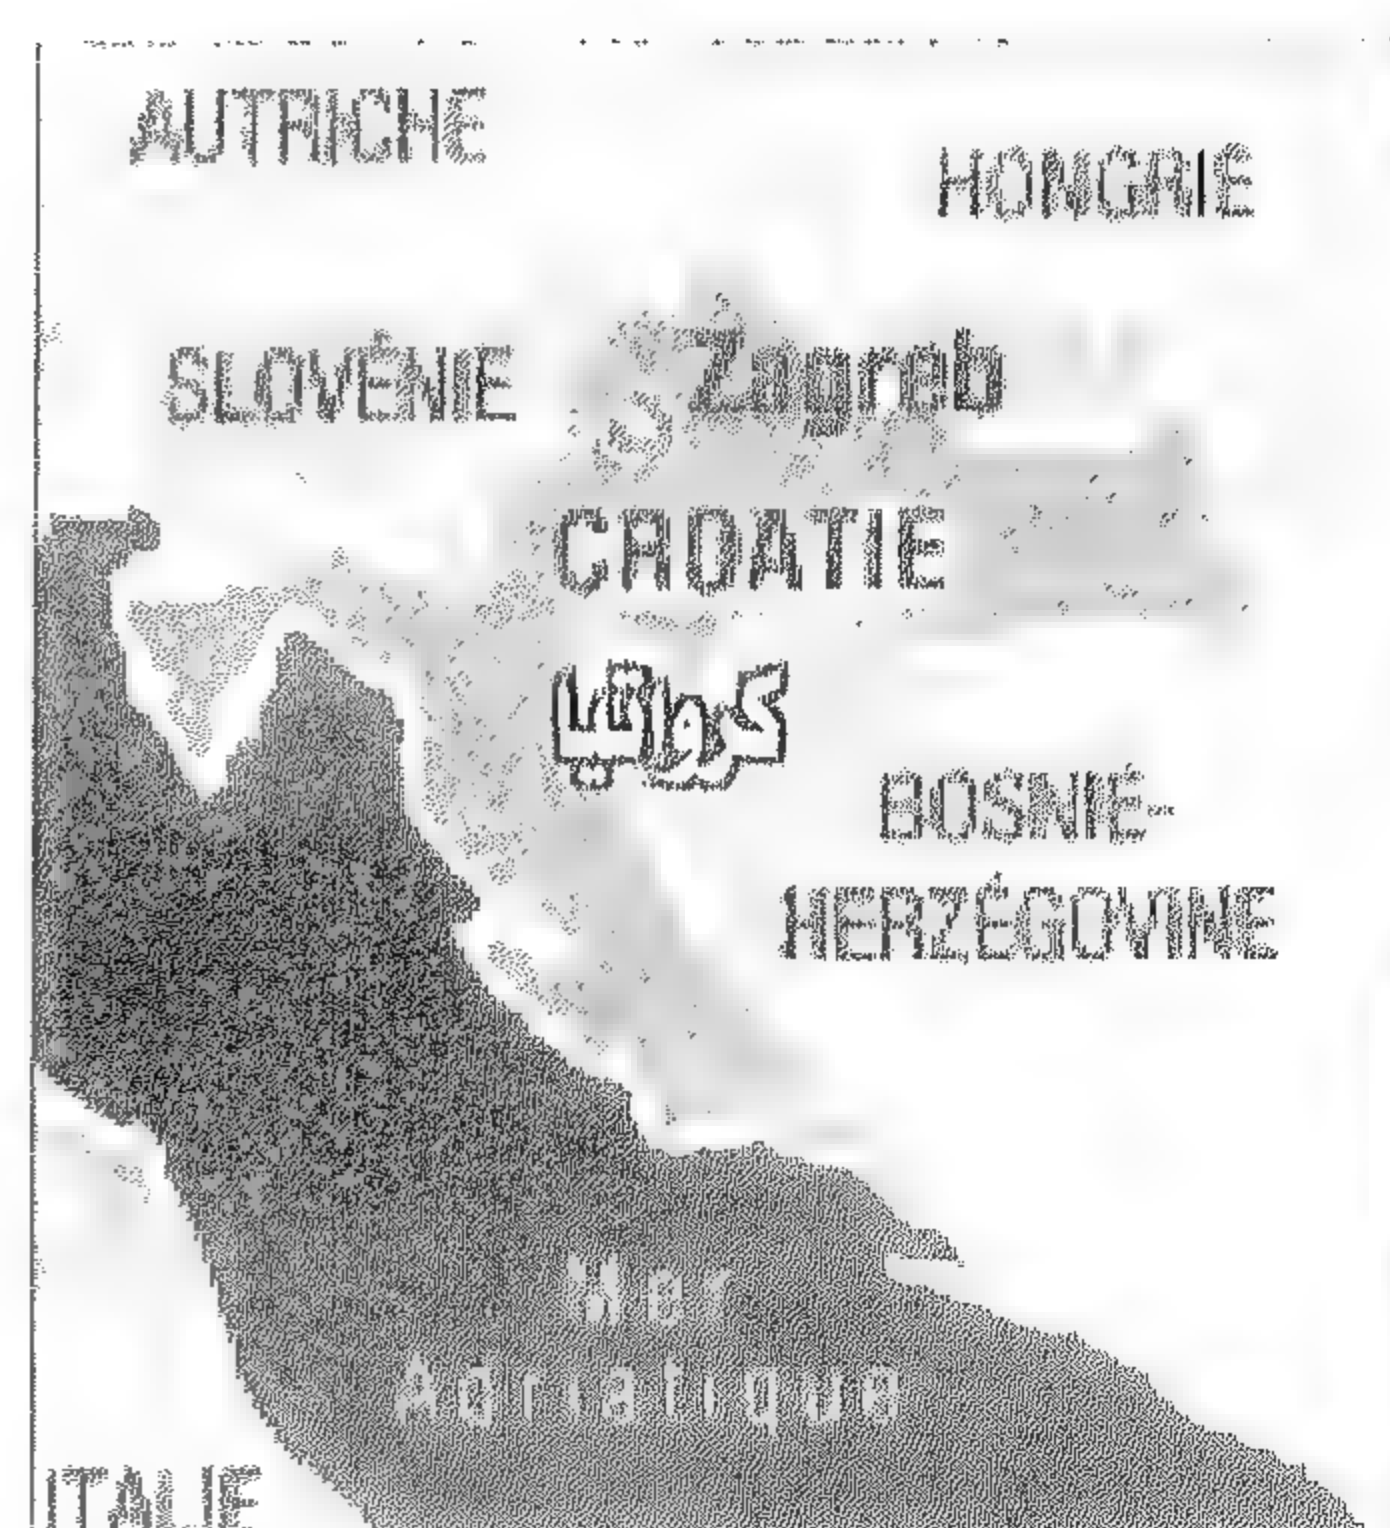 AUTRICHE
HONGRIE
SLOVÉNIE
Zagreb
CROATIE
كرواتيا
BOSNIE-
HERZÉGOVINE
Mer
Adriatique
ITALIE